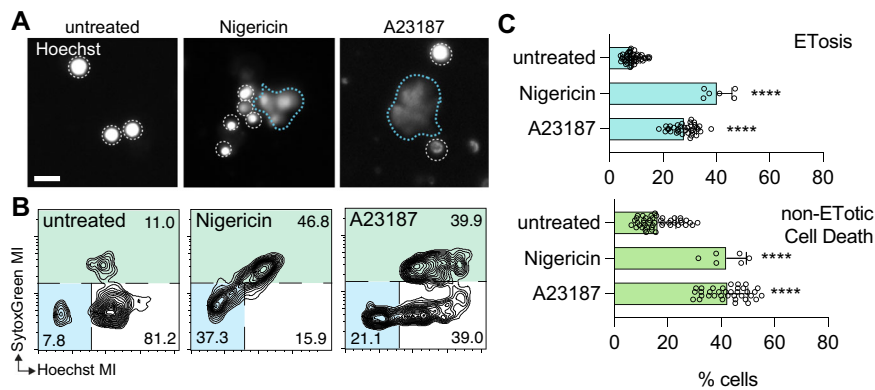 A
untreated
Nigericin
A23187
Hoechst
B
SytoxGreen MI
untreated
11.0
7.8
81.2
Nigericin
46.8
37.3
15.9
A23187
39.9
21.1
39.0
Hoechst MI
C
ETosis
untreated
Nigericin
****
A23187
****
0 20 40 60 80
non-ETotic
Cell Death
untreated
Nigericin
****
A23187
****
0 20 40 60 80
% cells